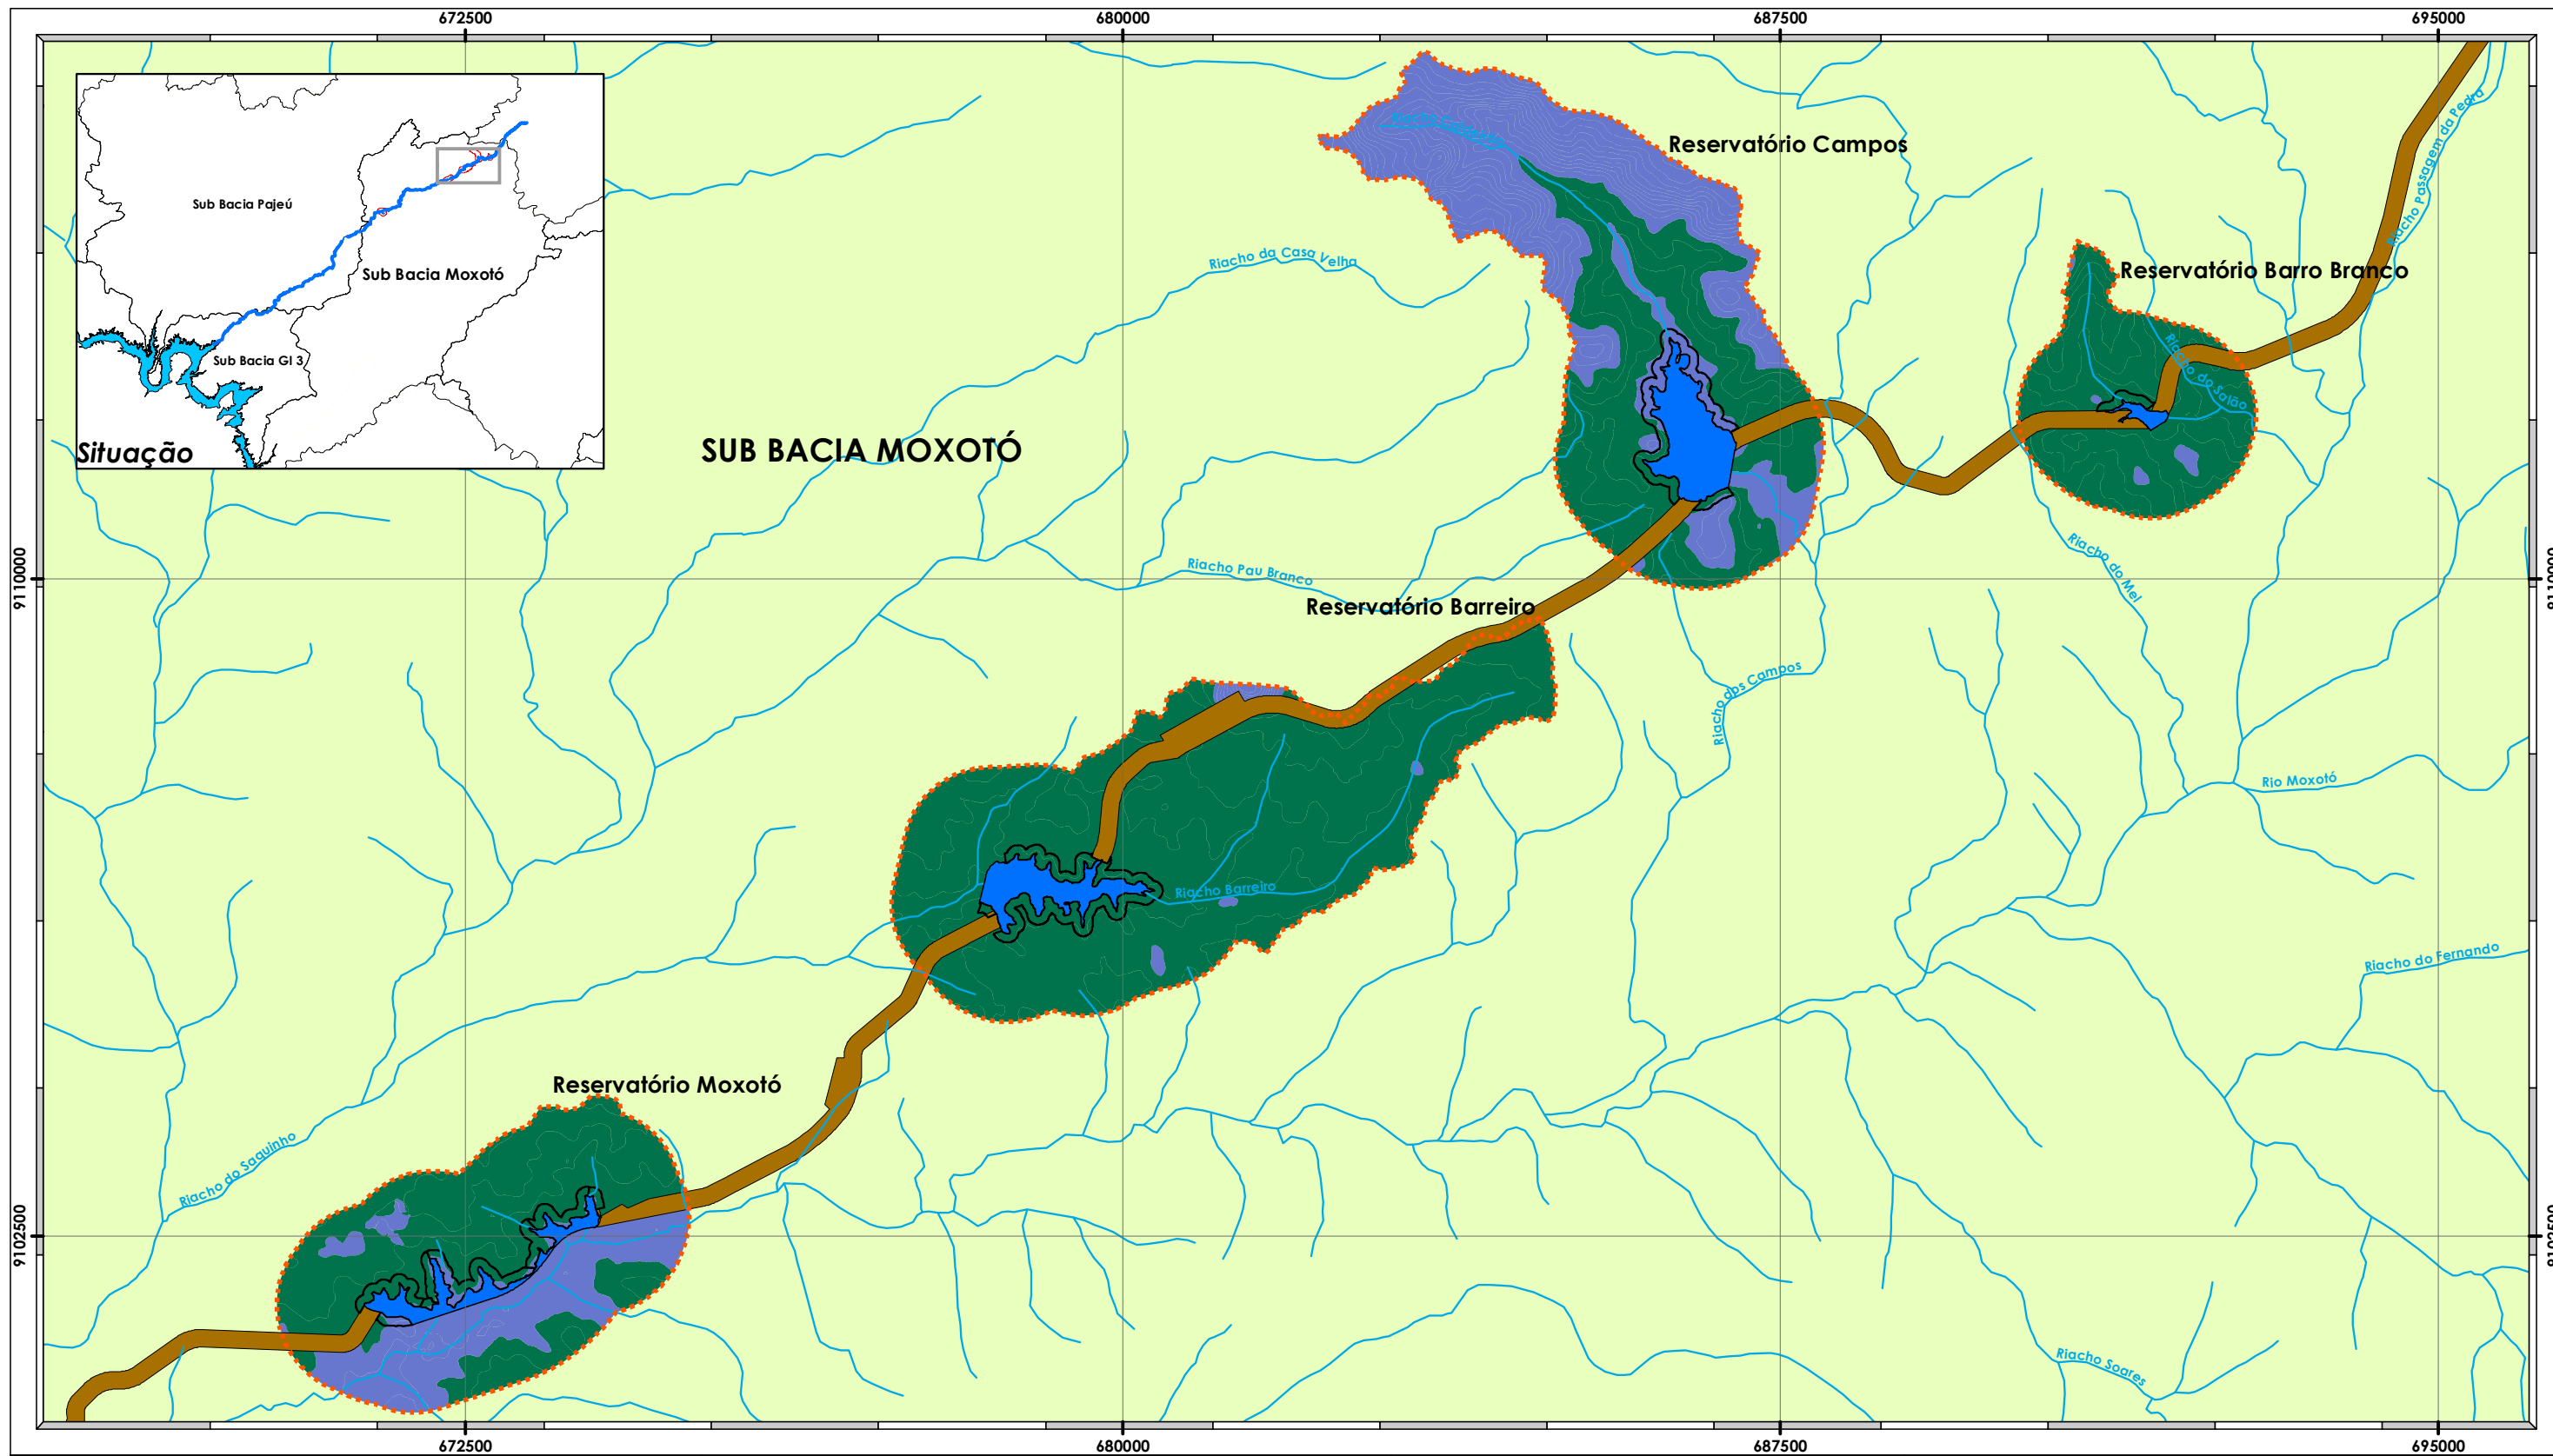 672500
680000
687500
695000
Riacho Passagem da Pedra
Reservatório Campos
Sub Bacia Pajeú
Riacho da Casa Velha
Reservatório Barro Branco
Sub Bacia Moxotó
Riacho do Salão
Sub Bacia GI 3
Situação
SUB BACIA MOXOTÓ
9110000
9110000
Riacho Pau Branco
Riacho do Mel
Reservatório Barreiro
Riacho dos Campos
Rio Moxotó
Riacho Barreiro
Riacho do Fernando
Reservatório Moxotó
Riacho do Saquinho
9102500
9102500
Riacho Soares
672500
680000
687500
695000